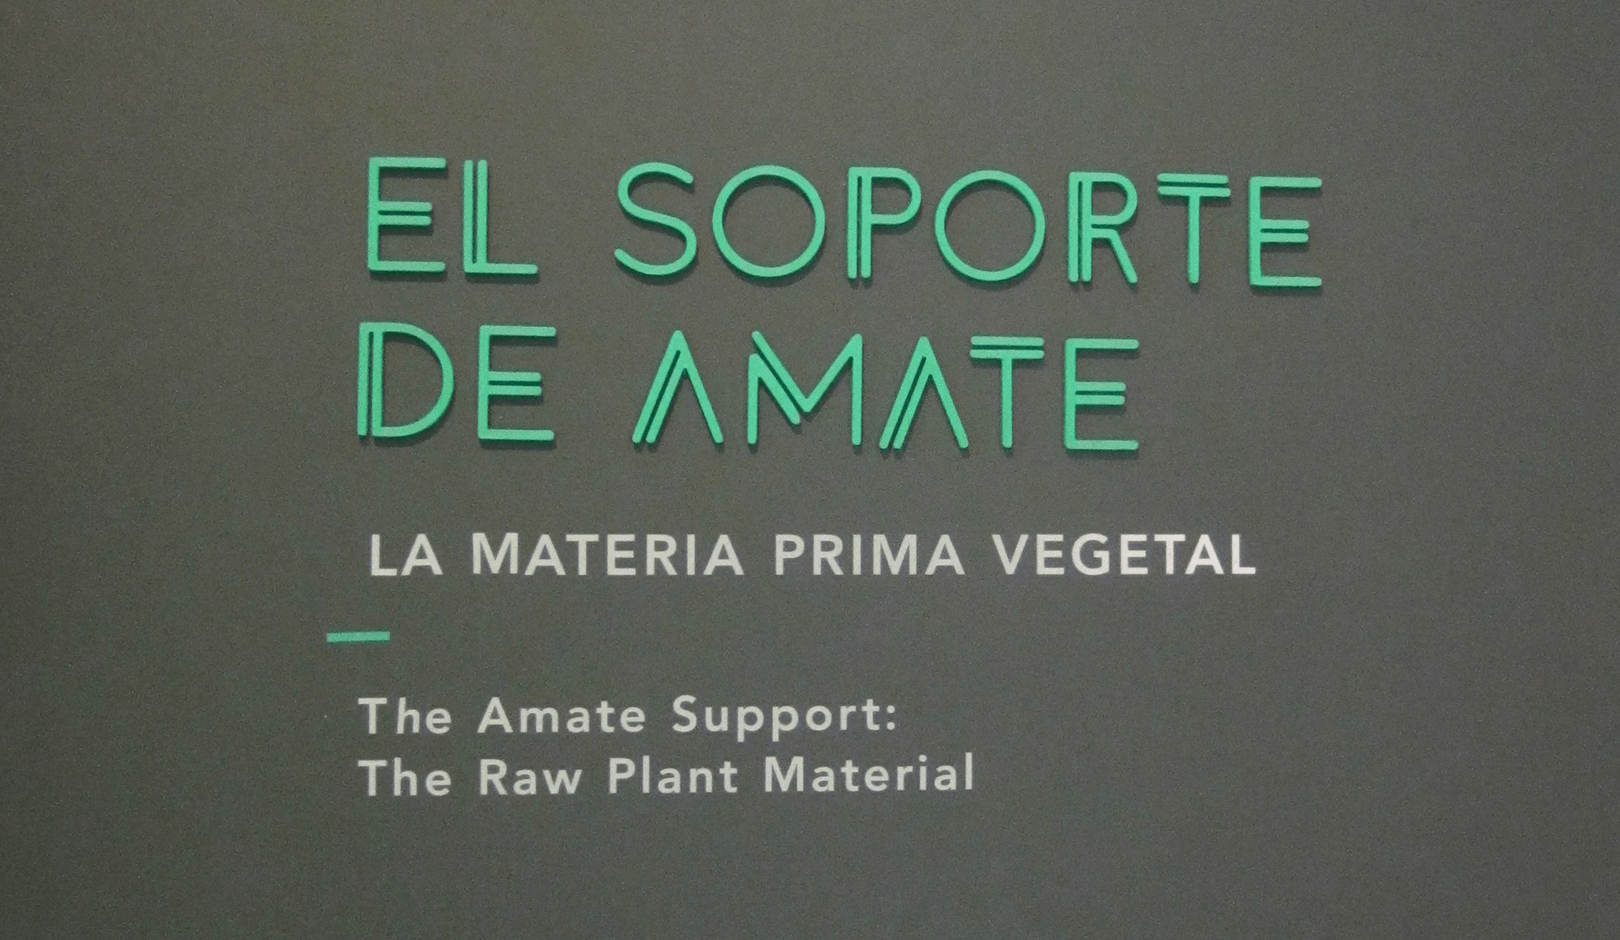 EL SOPORTE
DE AMATE
LA MATERIA PRIMA VEGETAL
The Amate Support:
The Raw Plant Material